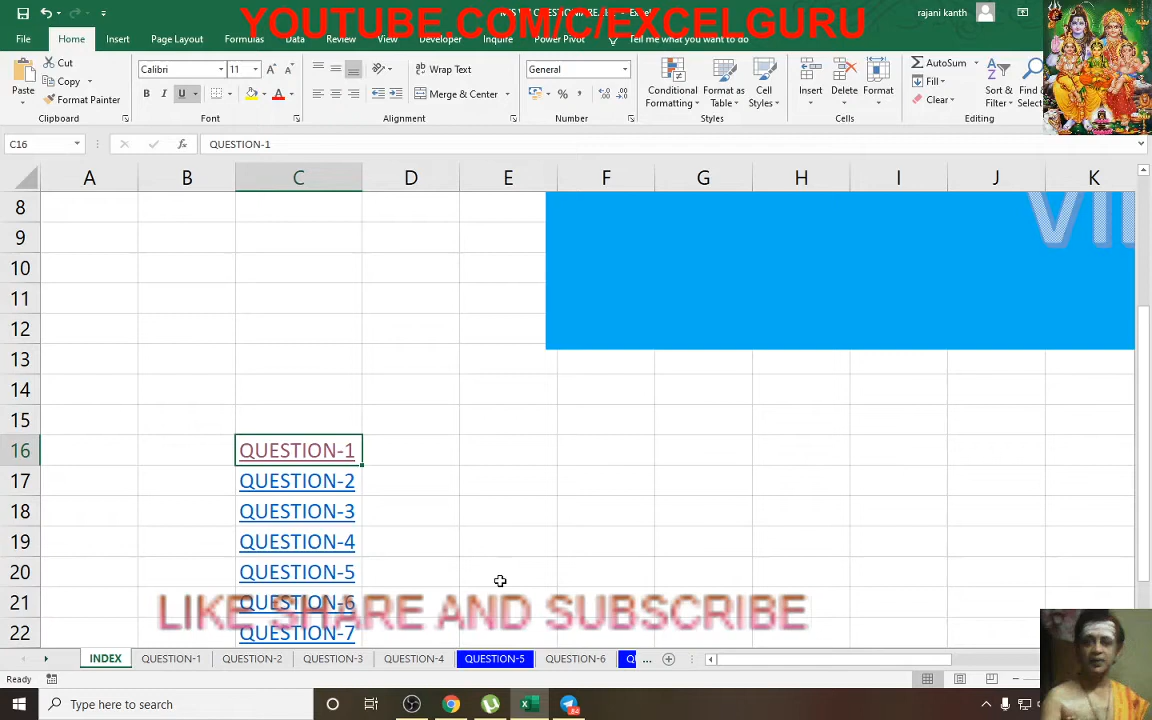 YOUTUBE.COM/C/EXCELGURU
rajani kanth
File Home Insert Page Layout Formulas Data Review View Developer Inquire Power Pivot Tell me what you want to do
Paste
Cut
Copy
Format Painter
Clipboard
Calibri 11
B I U
Font
Wrap Text
Merge & Center
Alignment
General
Number
Conditional Formatting
Format as Table
Cell Styles
Styles
Insert Delete Format
Cells
AutoSum
Fill
Clear
Sort & Filter
Editing
C16 QUESTION-1
A B C D E F G H I J K
8
9
10
11
12
13
14
15
16 QUESTION-1
17 QUESTION-2
18 QUESTION-3
19 QUESTION-4
20 QUESTION-5
21 QUESTION-6
22 QUESTION-7
LIKE SHARE AND SUBSCRIBE
INDEX QUESTION-1 QUESTION-2 QUESTION-3 QUESTION-4 QUESTION-5 QUESTION-6 ...
Ready
Type here to search